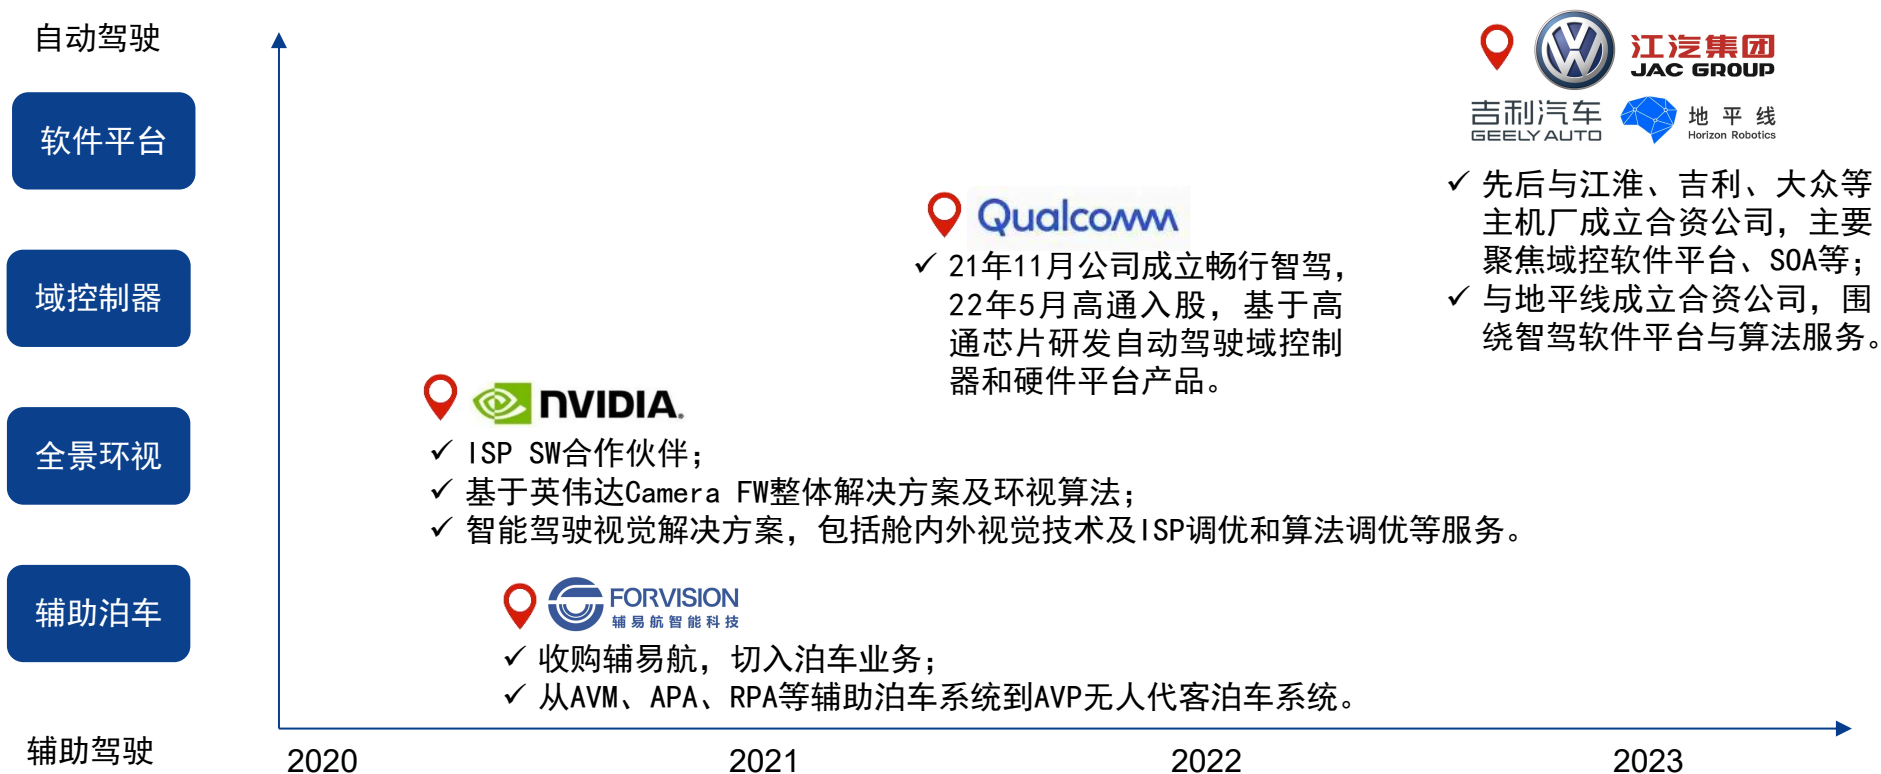 自动驾驶
软件平台
域控制器
全景环视
辅助泊车
辅助驾驶
江汽集团
JAC GROUP
吉利汽车
GEELY AUTO
地平线
Horizon Robotics
✓ 先后与江淮、吉利、大众等
主机厂成立合资公司，主要
聚焦域控软件平台、SOA等；
✓ 与地平线成立合资公司，围
绕智驾软件平台与算法服务。
Qualcomm
✓ 21年11月公司成立畅行智驾，
22年5月高通入股，基于高
通芯片研发自动驾驶域控制
器和硬件平台产品。
NVIDIA.
✓ ISP SW合作伙伴；
✓ 基于英伟达Camera FW整体解决方案及环视算法；
✓ 智能驾驶视觉解决方案，包括舱内外视觉技术及ISP调优和算法调优等服务。
FORVISION
辅易航智能科技
✓ 收购辅易航，切入泊车业务；
✓ 从AVM、APA、RPA等辅助泊车系统到AVP无人代客泊车系统。
2020
2021
2022
2023